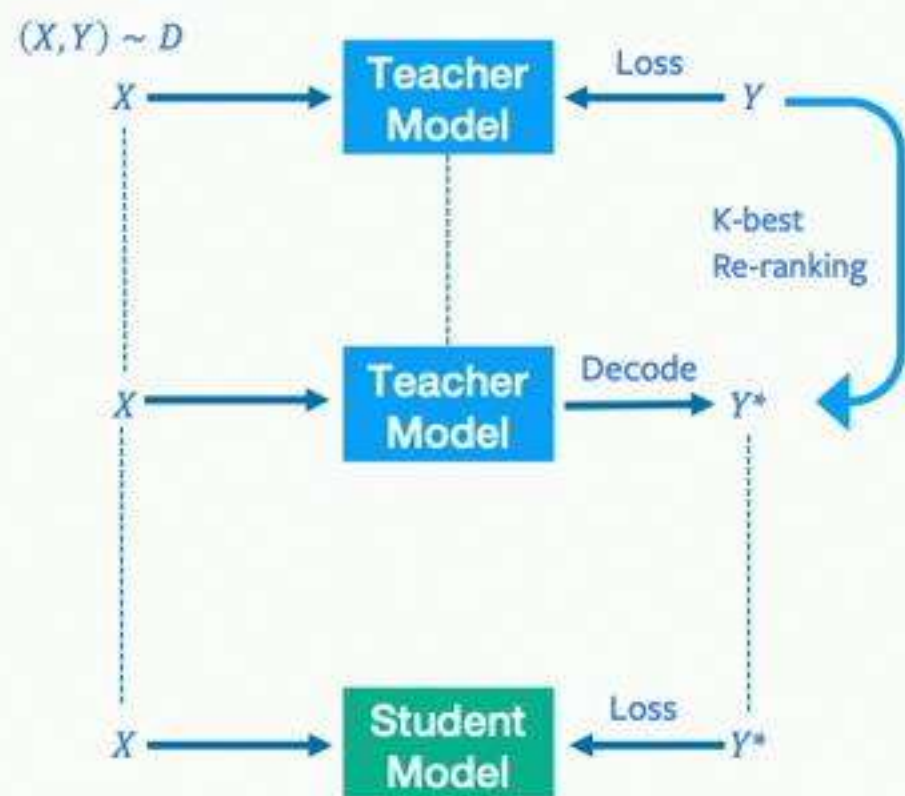 (X,Y) ~ D
X
Teacher
Model
Loss
Y
K-best
Re-ranking
X
Teacher
Model
Decode
Y*
X
Student
Model
Loss
Y*